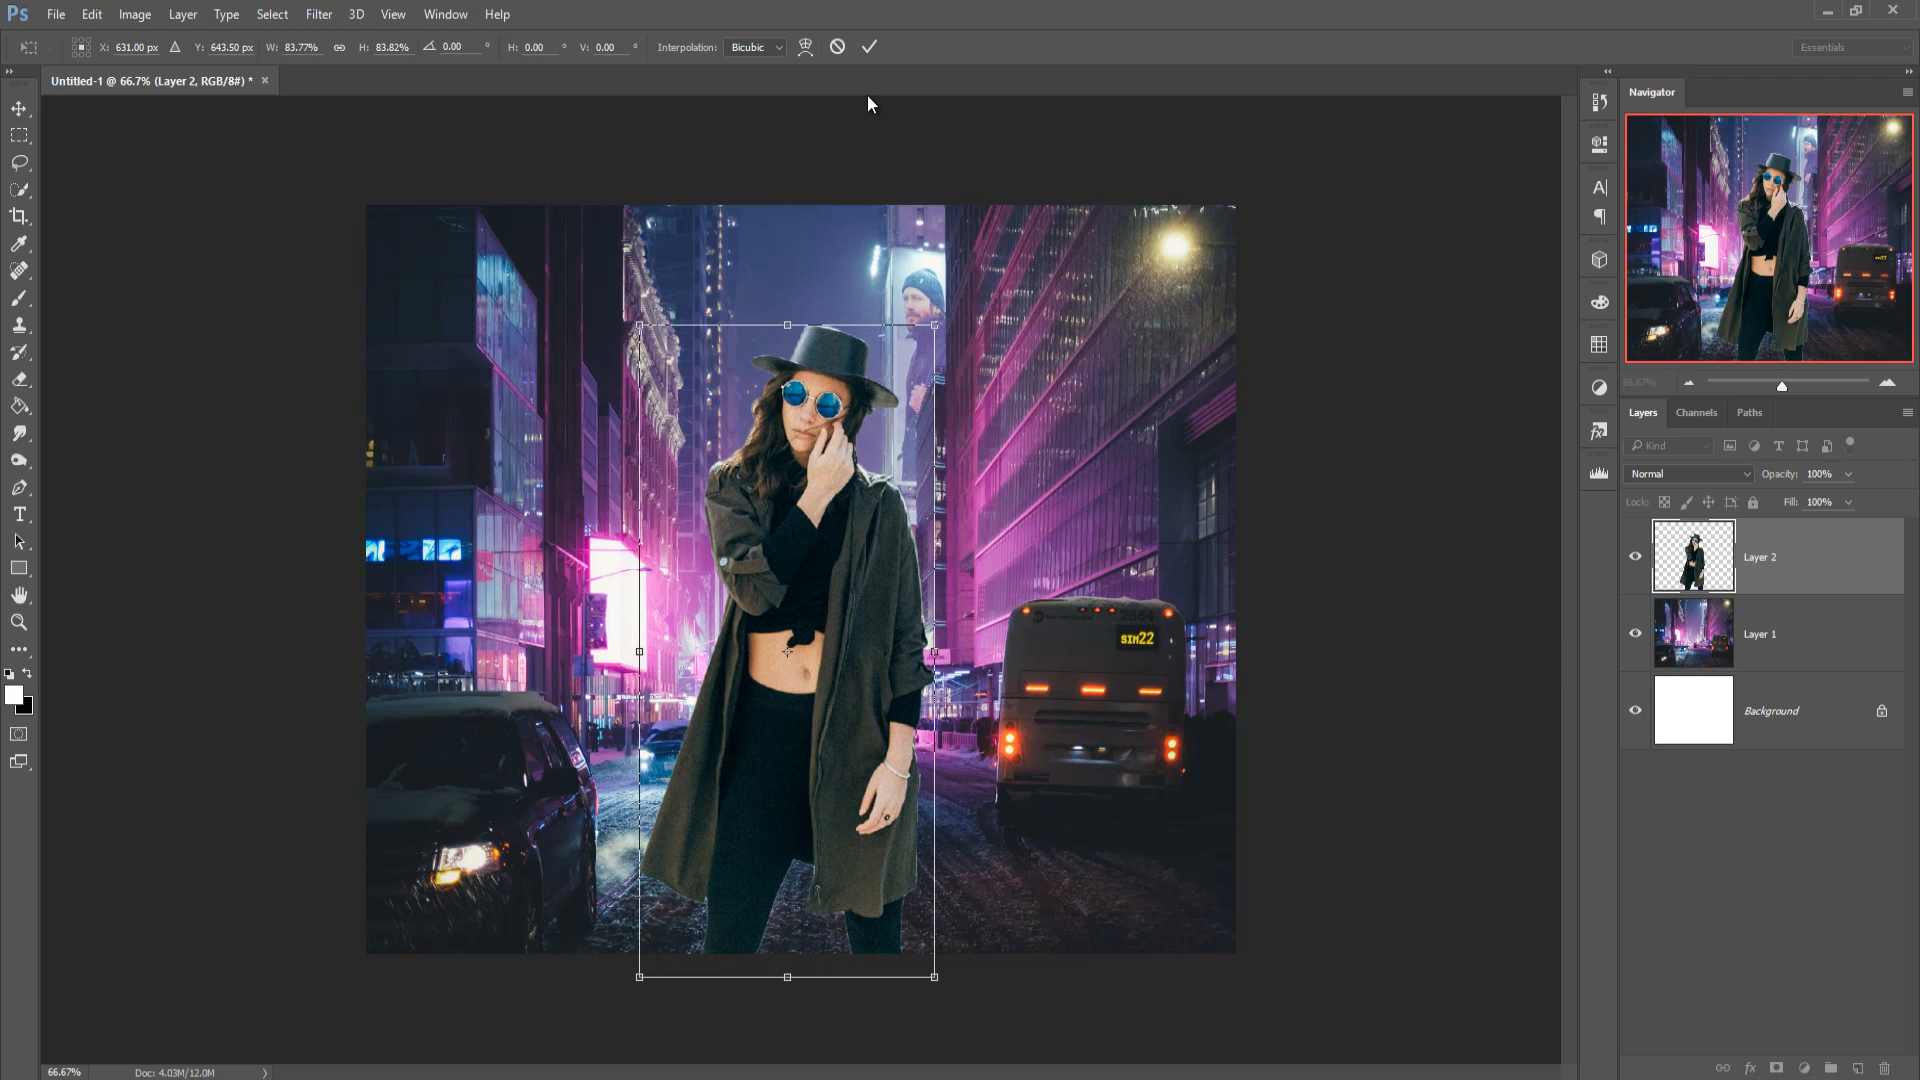 Ps File Edit Image Layer Type Select Filter 3D View Window Help
X: 631.00 px Y: 643.50 px W: 83.77% H: 83.82% 0.00 ° H: 0.00 ° V: 0.00 ° Interpolation: Bicubic Essentials
Untitled-1 @ 66.7% (Layer 2, RGB/8#) * ×
Navigator
66.67%
Layers Channels Paths
Kind
Normal Opacity: 100%
Lock: Fill: 100%
Layer 2
Layer 1
Background
2654
SIM22
66.67% Doc: 4.03M/12.0M